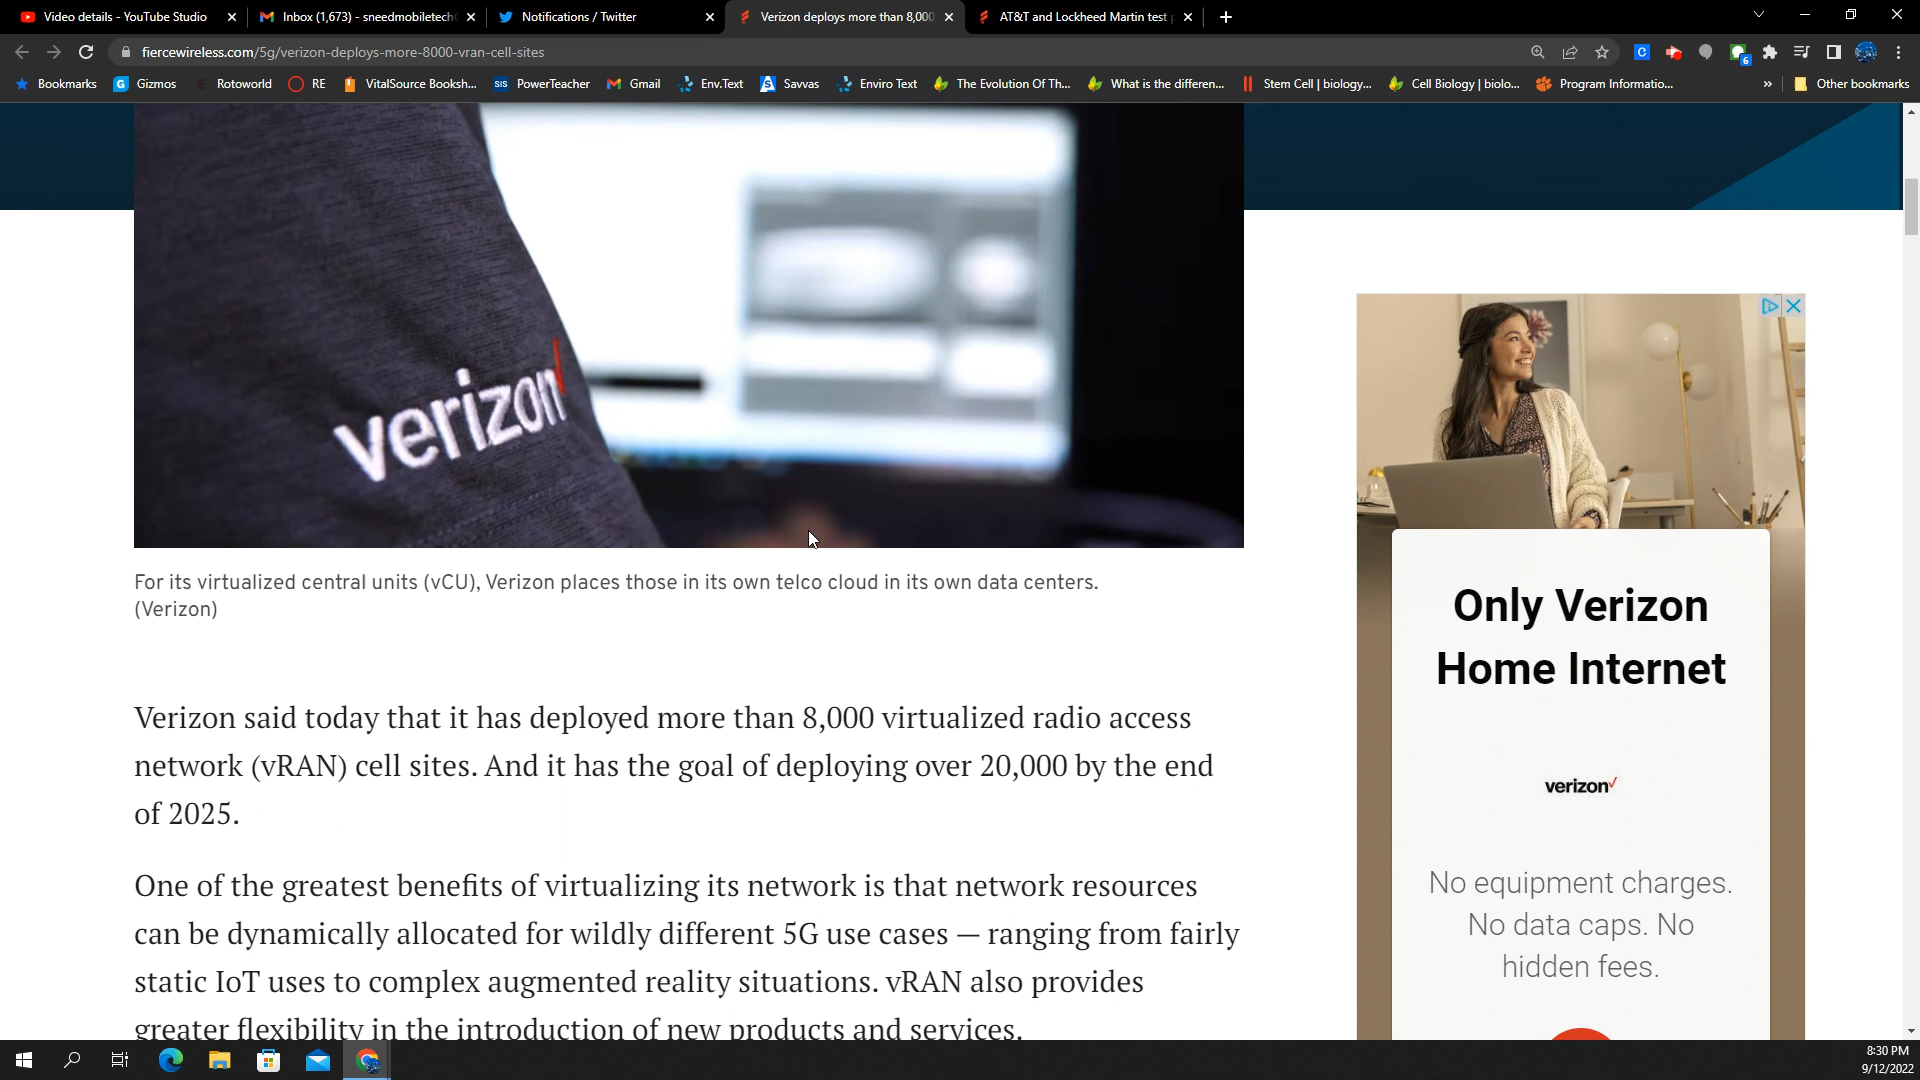 Video details - YouTube Studio
Inbox (1,673) - sneedmobiletech
Notifications / Twitter
Verizon deploys more than 8,000
AT&T and Lockheed Martin test
fiercewireless.com/5g/verizon-deploys-more-8000-vran-cell-sites
Bookmarks
Gizmos
Rotoworld
RE
VitalSource Booksh...
SIS PowerTeacher
Gmail
Env.Text
Savvas
Enviro Text
The Evolution Of Th...
What is the differen...
Stem Cell | biology...
Cell Biology | biolo...
Program Informatio...
» Other bookmarks
verizon
For its virtualized central units (vCU), Verizon places those in its own telco cloud in its own data centers.
(Verizon)
Verizon said today that it has deployed more than 8,000 virtualized radio access
network (vRAN) cell sites. And it has the goal of deploying over 20,000 by the end
of 2025.
One of the greatest benefits of virtualizing its network is that network resources
can be dynamically allocated for wildly different 5G use cases — ranging from fairly
static IoT uses to complex augmented reality situations. vRAN also provides
greater flexibility in the introduction of new products and services.
Only Verizon
Home Internet
verizon
No equipment charges.
No data caps. No
hidden fees.
8:30 PM
9/12/2022